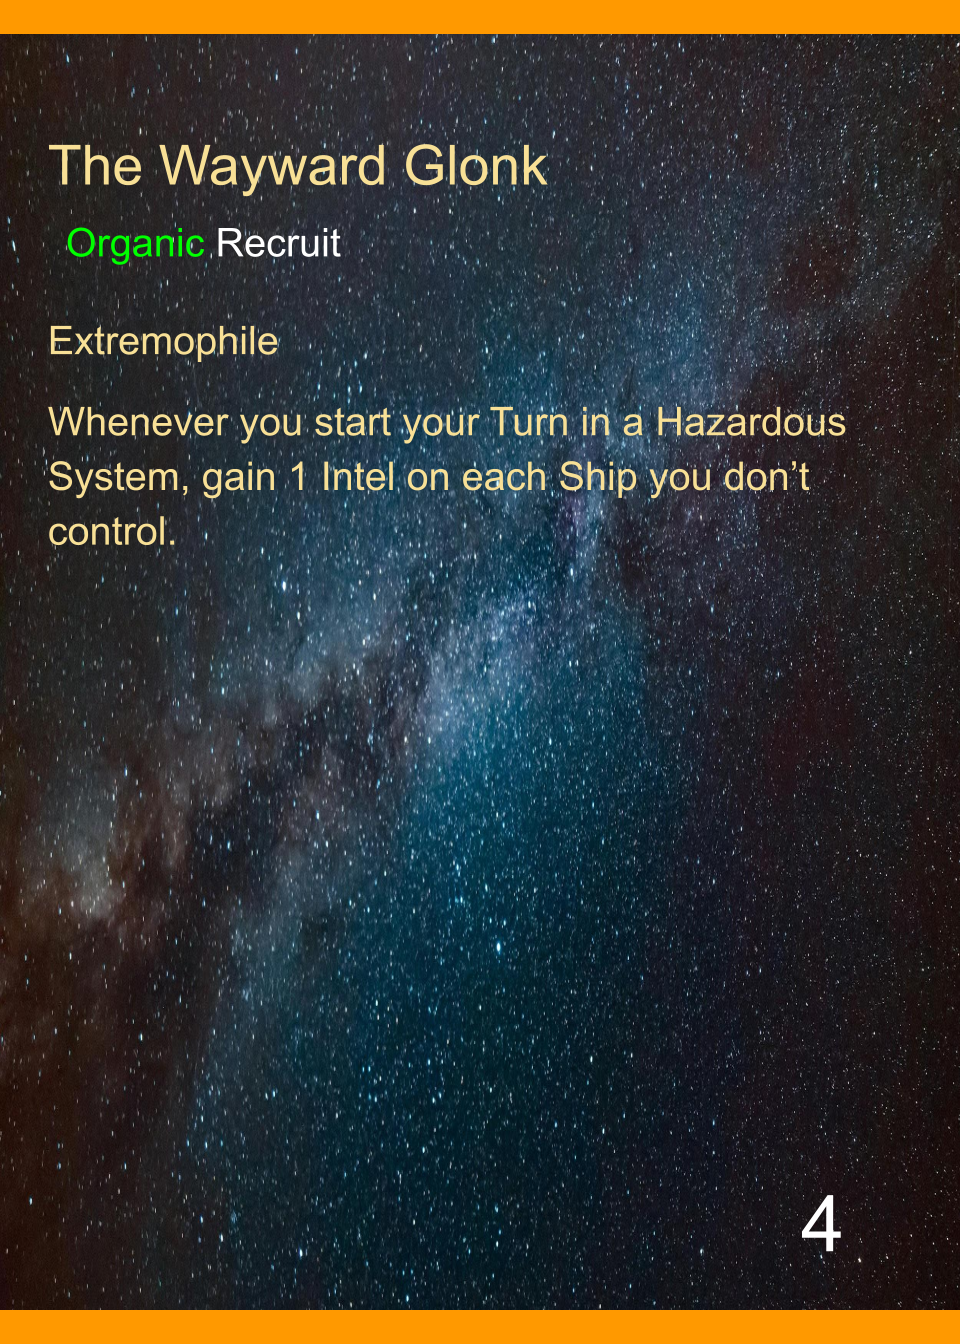 The Wayward Glonk
Organic Recruit
Extremophile
Whenever you start your Turn in a Hazardous
System, gain 1 Intel on each Ship you don’t
control.
4